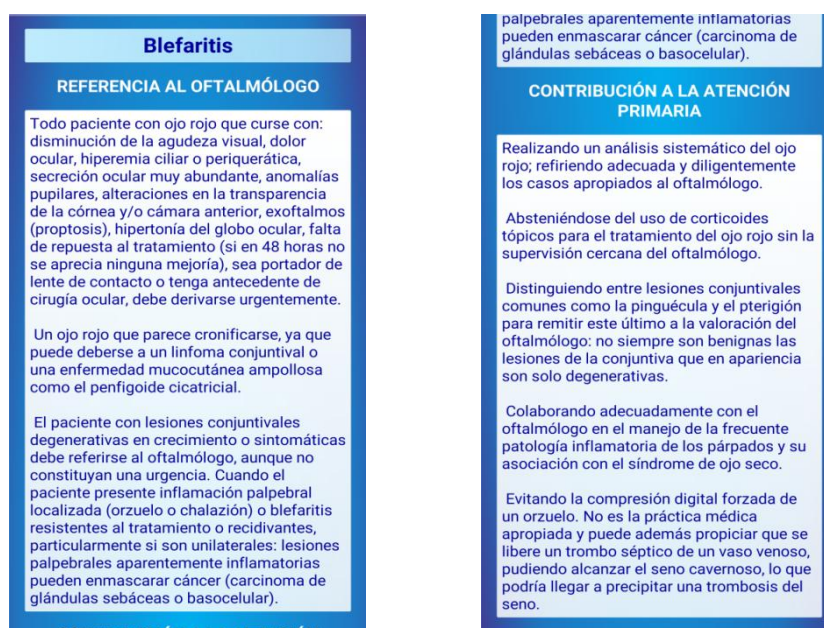 Blefaritis
REFERENCIA AL OFTALMÓLOGO
Todo paciente con ojo rojo que curse con:
disminución de la agudeza visual, dolor
ocular, hiperemia ciliar o periquerática,
secreción ocular muy abundante, anomalías
pupilares, alteraciones en la transparencia
de la córnea y/o cámara anterior, exoftalmos
(proptosis), hipertonía del globo ocular, falta
de repuesta al tratamiento (si en 48 horas no
se aprecia ninguna mejoría), sea portador de
lente de contacto o tenga antecedente de
cirugía ocular, debe derivarse urgentemente.
Un ojo rojo que parece cronificarse, ya que
puede deberse a un linfoma conjuntival o
una enfermedad mucocutánea ampollosa
como el penfigoide cicatricial.
El paciente con lesiones conjuntivales
degenerativas en crecimiento o sintomáticas
debe referirse al oftalmólogo, aunque no
constituyan una urgencia. Cuando el
paciente presente inflamación palpebral
localizada (orzuelo o chalazión) o blefaritis
resistentes al tratamiento o recidivantes,
particularmente si son unilaterales: lesiones
palpebrales aparentemente inflamatorias
pueden enmascarar cáncer (carcinoma de
glándulas sebáceas o basocelular).
palpebrales aparentemente inflamatorias
pueden enmascarar cáncer (carcinoma de
glándulas sebáceas o basocelular).
CONTRIBUCIÓN A LA ATENCIÓN
PRIMARIA
Realizando un análisis sistemático del ojo
rojo; refiriendo adecuada y diligentemente
los casos apropiados al oftalmólogo.
Absteniéndose del uso de corticoides
tópicos para el tratamiento del ojo rojo sin la
supervisión cercana del oftalmólogo.
Distinguiendo entre lesiones conjuntivales
comunes como la pinguécula y el pterigión
para remitir este último a la valoración del
oftalmólogo: no siempre son benignas las
lesiones de la conjuntiva que en apariencia
son solo degenerativas.
Colaborando adecuadamente con el
oftalmólogo en el manejo de la frecuente
patología inflamatoria de los párpados y su
asociación con el síndrome de ojo seco.
Evitando la compresión digital forzada de
un orzuelo. No es la práctica médica
apropiada y puede además propiciar que se
libere un trombo séptico de un vaso venoso,
pudiendo alcanzar el seno cavernoso, lo que
podría llegar a precipitar una trombosis del
seno.